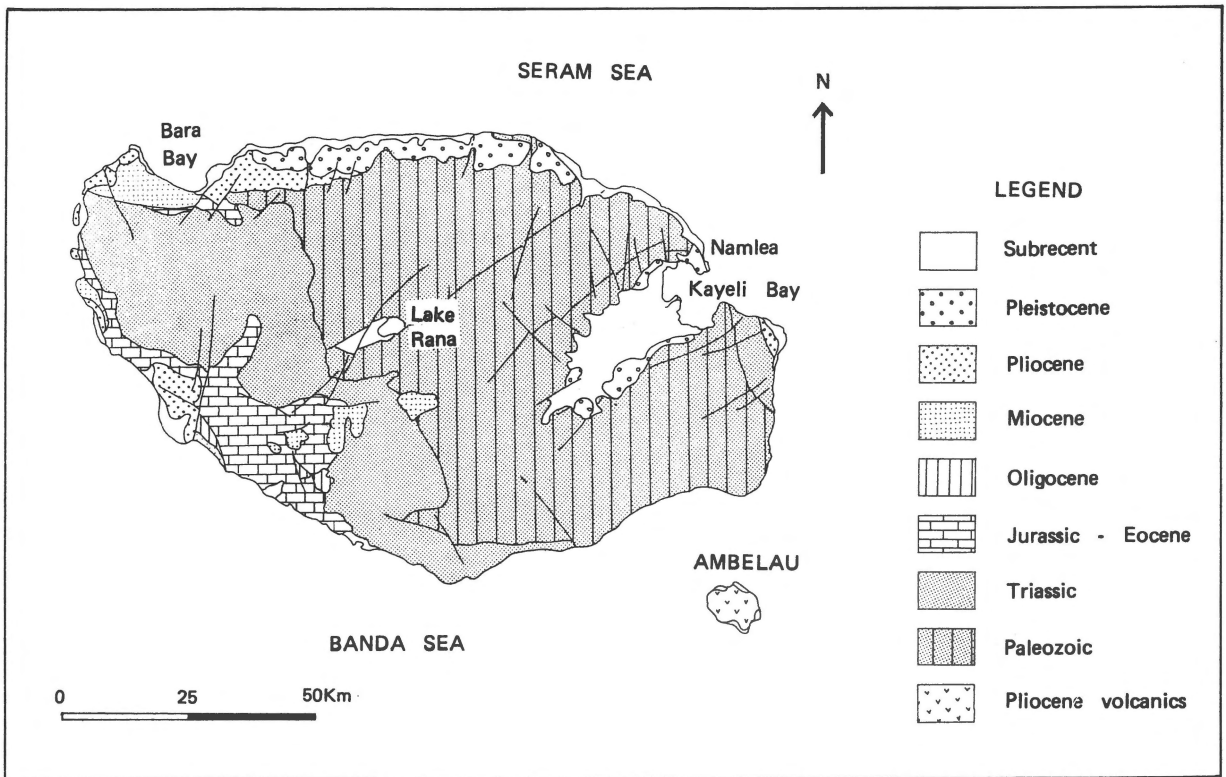 SERAM SEA
N
Bara
Bay
LEGEND
Subrecent
Namlea
Kayeli Bay
Pleistocene
Lake
Rana
Pliocene
Miocene
Oligocene
Jurassic - Eocene
AMBELAU
Triassic
BANDA SEA
Paleozoic
0 25 50Km
Pliocene volcanics